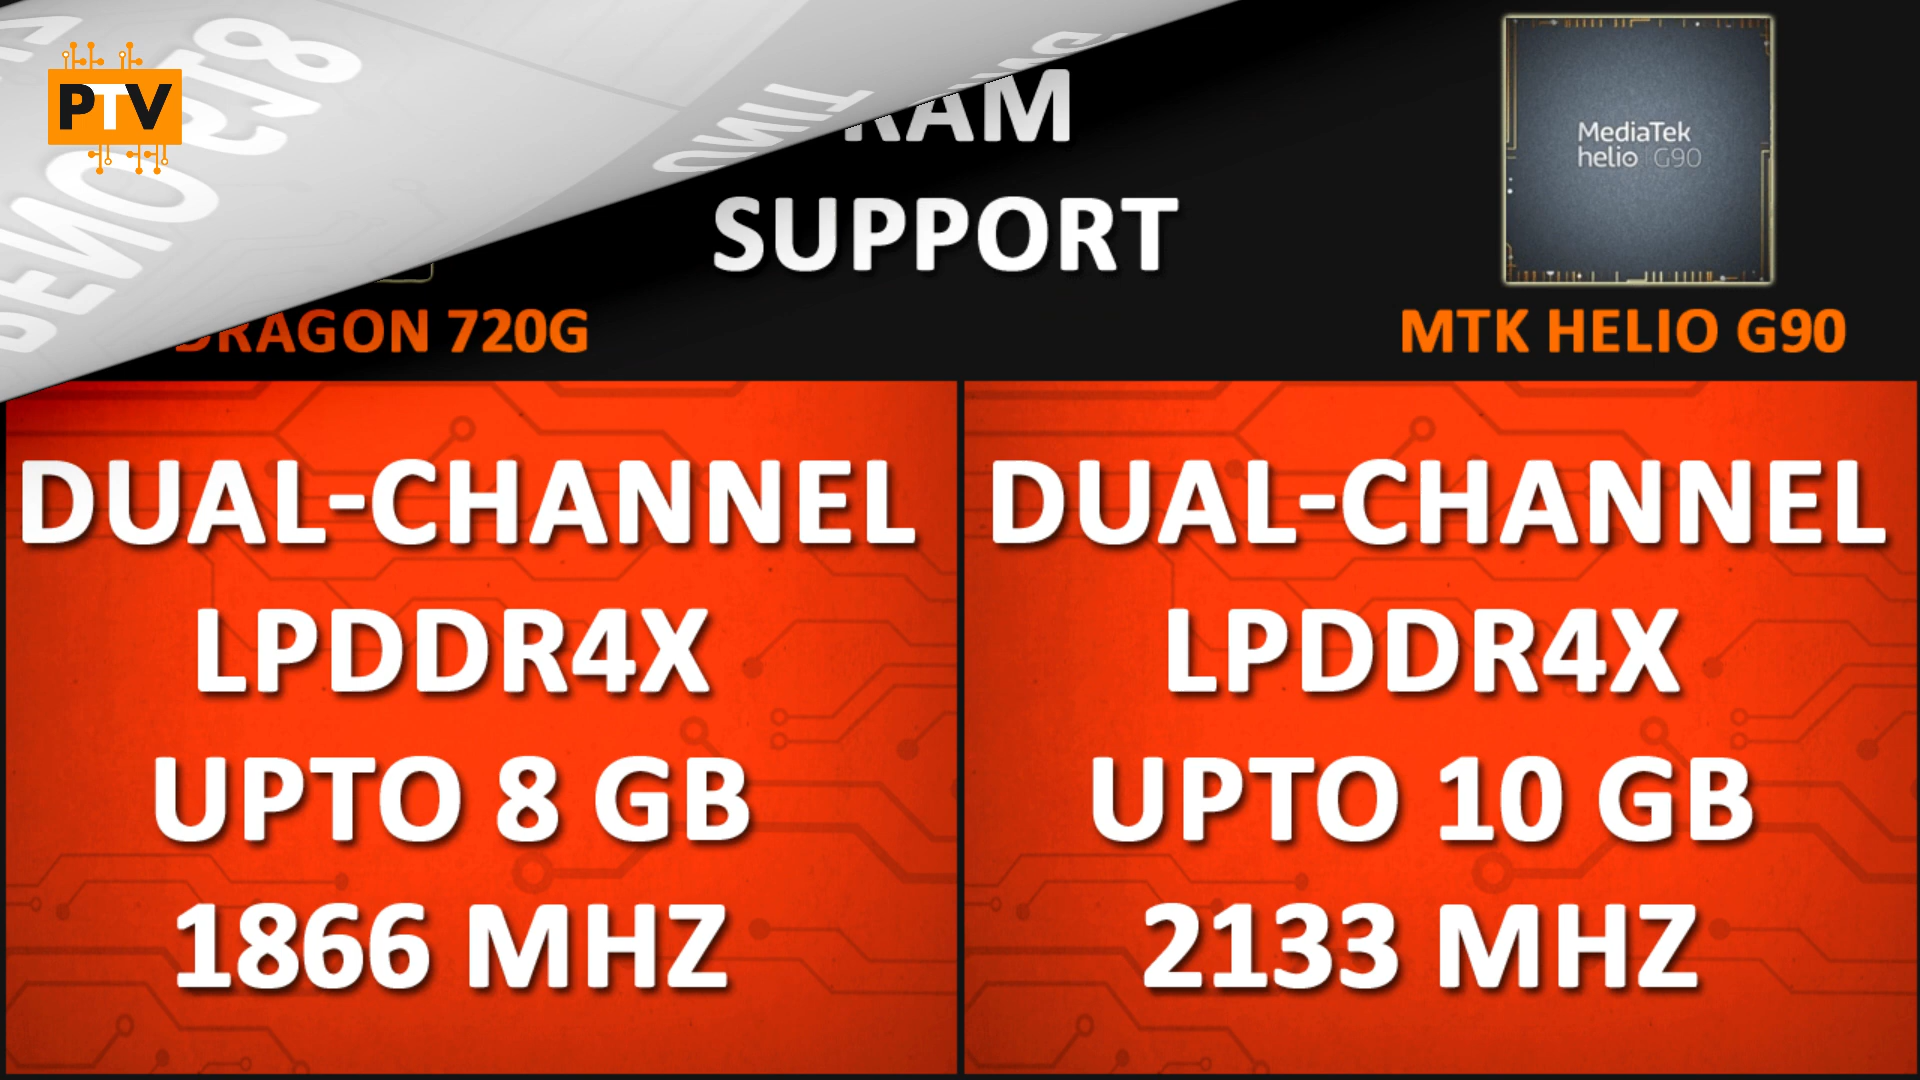 PTV
RAM
SUPPORT
MediaTek
helio G90
DRAGON 720G
MTK HELIO G90
DUAL-CHANNEL
LPDDR4X
UPTO 8 GB
1866 MHZ
DUAL-CHANNEL
LPDDR4X
UPTO 10 GB
2133 MHZ